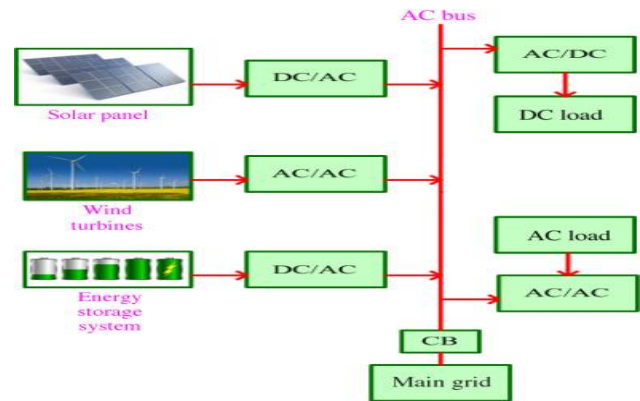 AC bus
DC/AC
AC/DC
Solar panel
DC load
AC/AC
Wind
turbines
AC load
DC/AC
AC/AC
Energy
storage
system
CB
Main grid